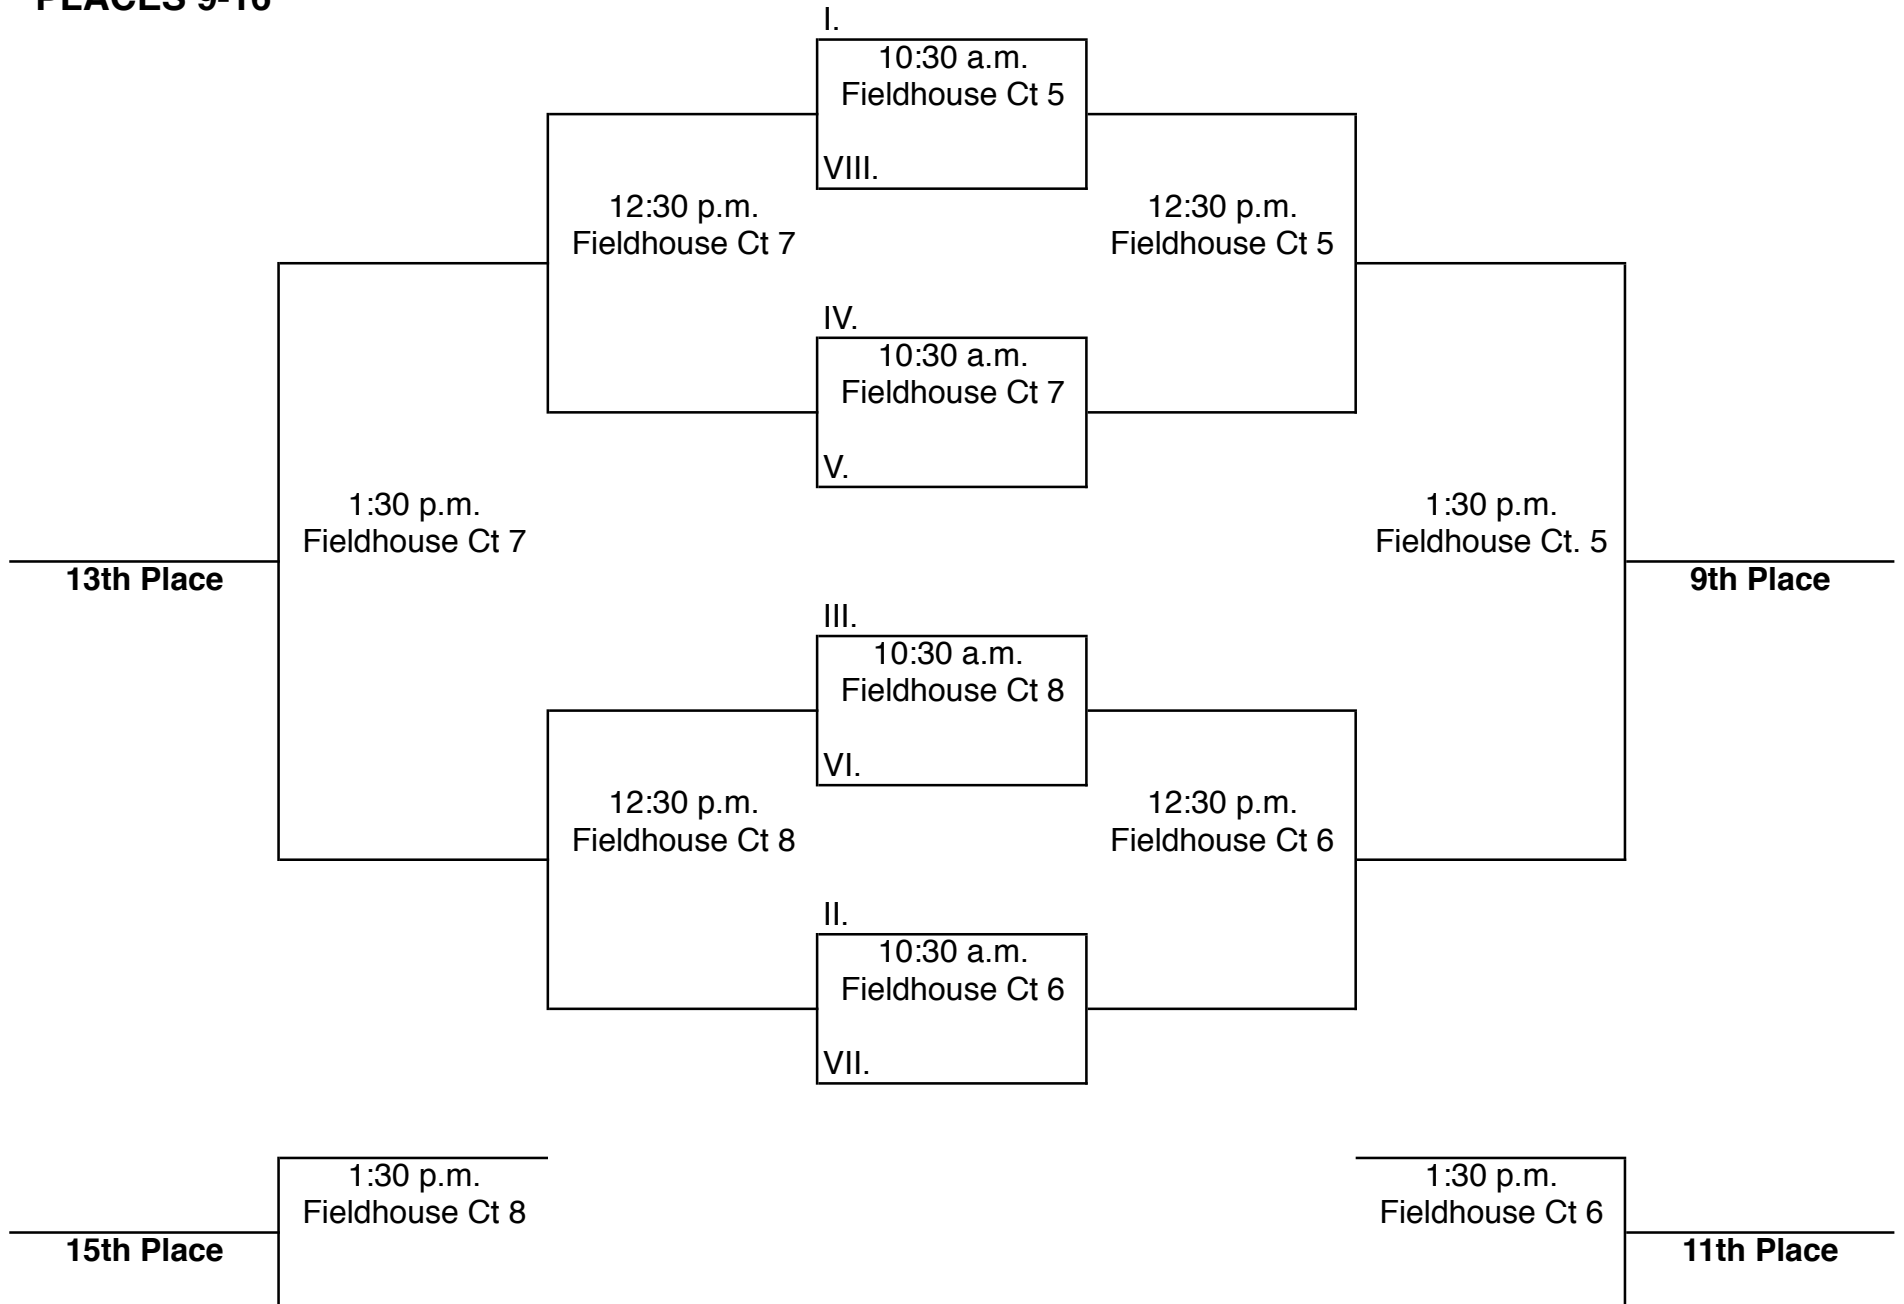 PLACES 9-16
I.
10:30 a.m.
Fieldhouse Ct 5
VIII.
12:30 p.m.
Fieldhouse Ct 7
12:30 p.m.
Fieldhouse Ct 5
IV.
10:30 a.m.
Fieldhouse Ct 7
V.
1:30 p.m.
Fieldhouse Ct 7
13th Place
1:30 p.m.
Fieldhouse Ct. 5
9th Place
III.
10:30 a.m.
Fieldhouse Ct 8
VI.
12:30 p.m.
Fieldhouse Ct 8
12:30 p.m.
Fieldhouse Ct 6
II.
10:30 a.m.
Fieldhouse Ct 6
VII.
1:30 p.m.
Fieldhouse Ct 8
15th Place
1:30 p.m.
Fieldhouse Ct 6
11th Place